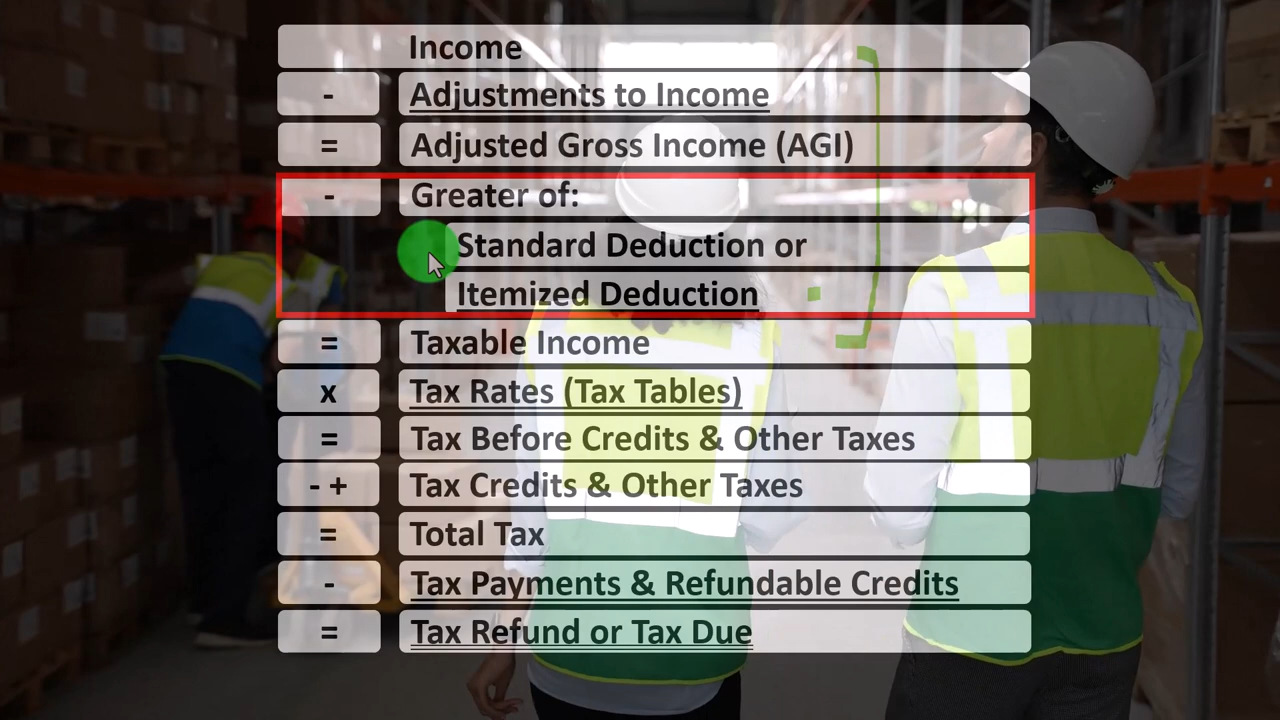 Income
- Adjustments to Income
= Adjusted Gross Income (AGI)
- Greater of:
Standard Deduction or
Itemized Deduction
= Taxable Income
x Tax Rates (Tax Tables)
= Tax Before Credits & Other Taxes
- + Tax Credits & Other Taxes
= Total Tax
- Tax Payments & Refundable Credits
= Tax Refund or Tax Due